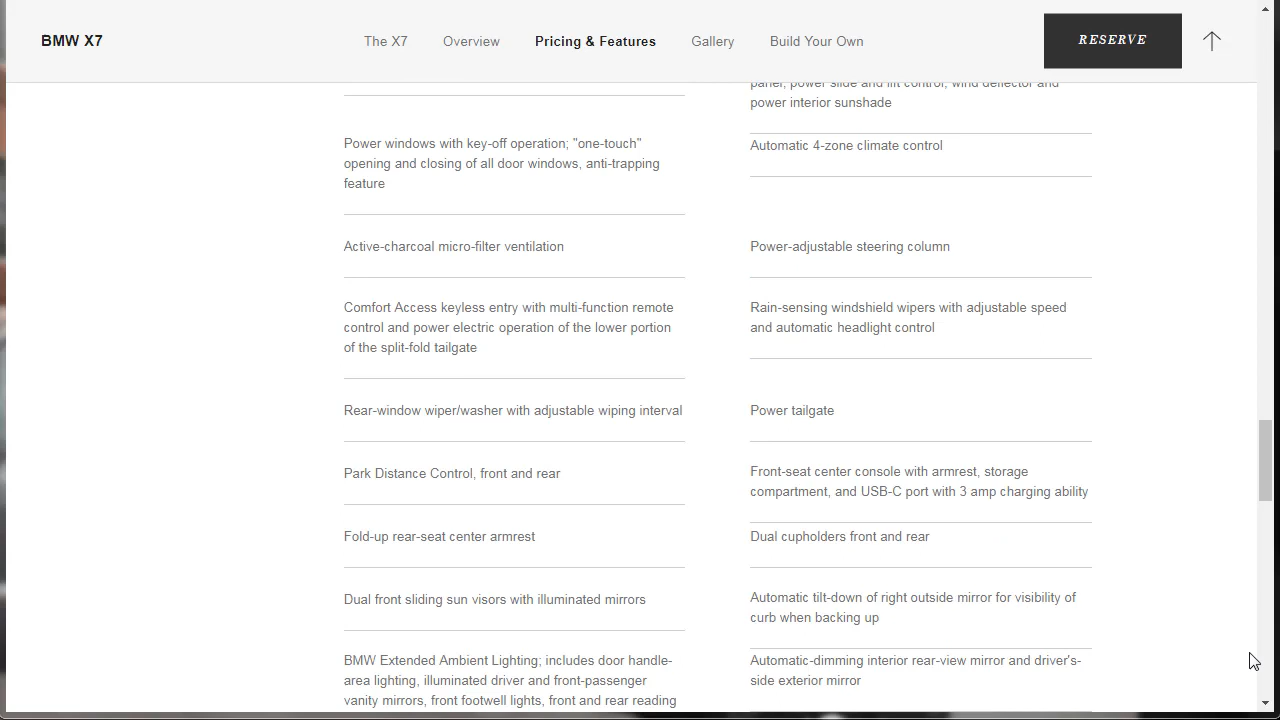 BMW X7
The X7
Overview
Pricing & Features
Gallery
Build Your Own
RESERVE
panel, power slide and lift control, wind deflector and
power interior sunshade
Power windows with key-off operation; "one-touch"
opening and closing of all door windows, anti-trapping
feature
Automatic 4-zone climate control
Active-charcoal micro-filter ventilation
Power-adjustable steering column
Comfort Access keyless entry with multi-function remote
control and power electric operation of the lower portion
of the split-fold tailgate
Rain-sensing windshield wipers with adjustable speed
and automatic headlight control
Rear-window wiper/washer with adjustable wiping interval
Power tailgate
Park Distance Control, front and rear
Front-seat center console with armrest, storage
compartment, and USB-C port with 3 amp charging ability
Fold-up rear-seat center armrest
Dual cupholders front and rear
Dual front sliding sun visors with illuminated mirrors
Automatic tilt-down of right outside mirror for visibility of
curb when backing up
BMW Extended Ambient Lighting; includes door handle-
area lighting, illuminated driver and front-passenger
vanity mirrors, front footwell lights, front and rear reading
Automatic-dimming interior rear-view mirror and driver's-
side exterior mirror